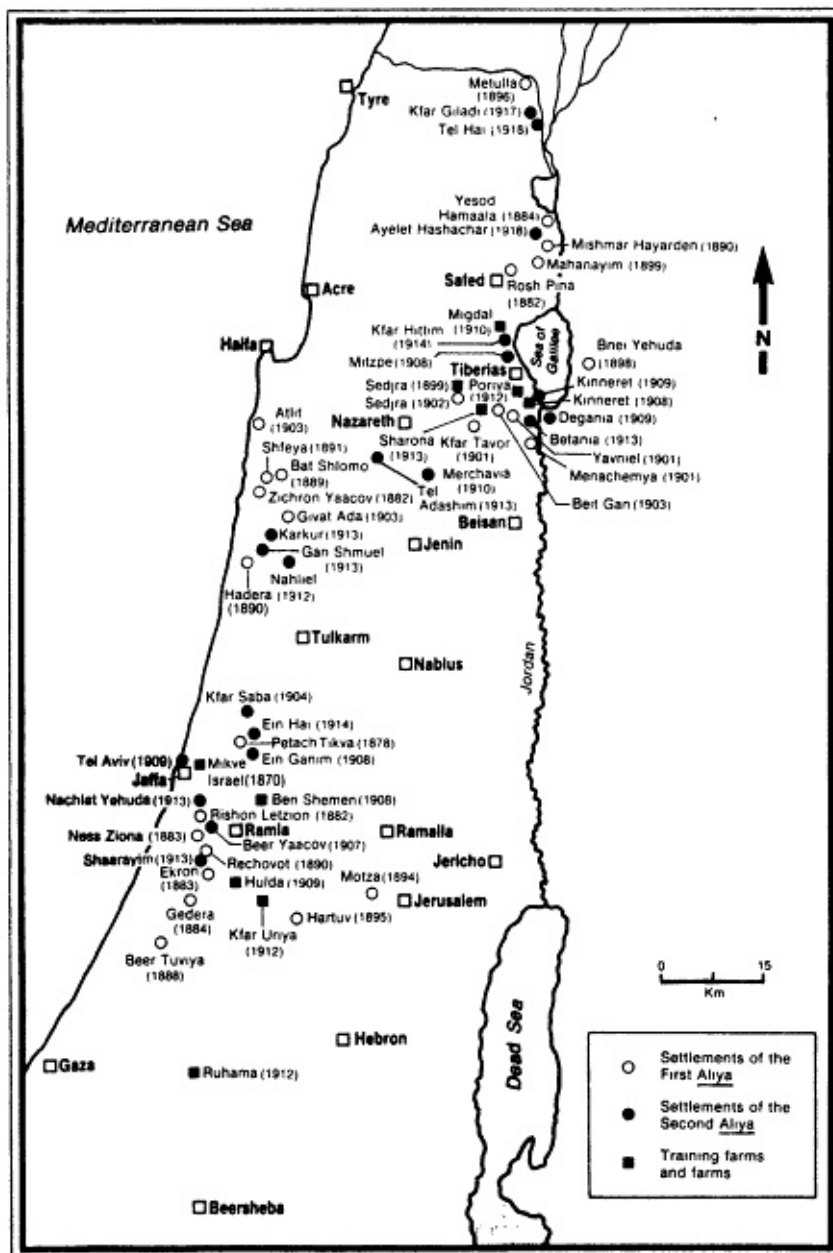 Metulla
(1896)
Tyre
Kfar Giladi (1917)
Tel Hai (1918)
Mediterranean Sea
Yesod
Hamaala (1884)
Ayelet Hashachar (1918)
Mishmar Hayarden (1890)
Mahanayim (1899)
Safed
Rosh Pina
(1882)
Acre
N
Migdal
(1910)
Kfar Hittim
(1914)
Haifa
Mitzpe (1908)
Sea of
Galilee
Bnei Yehuda
(1898)
Tiberias
Kinneret (1909)
Sedjra (1899)
Poriya
(1912)
Kinneret (1908)
Sedjra (1902)
Degania (1909)
Atlit
(1903)
Nazareth
Sharona
(1913)
Kfar Tavor
(1901)
Betania (1913)
Yavniel (1901)
Menachemya (1901)
Shfeya (1891)
Bat Shlomo
(1889)
Merchavia
(1910)
Tel
Adashim (1913)
Beit Gan (1903)
Zichron Yaacov (1882)
Givat Ada (1903)
Beisan
Karkur (1913)
Jenin
Gan Shmuel
(1913)
Nahliel
(1912)
Hadera
(1890)
Tulkarm
Nablus
Jordan
Kfar Saba (1904)
Ein Hai (1914)
Petach Tikva (1878)
Ein Ganim (1908)
Tel Aviv (1909)
Mikve
Israel (1870)
Jaffa
Nachlat Yehuda (1913)
Ben Shemen (1908)
Rishon Letzion (1882)
Ness Ziona (1883)
Ramla
Ramalla
Beer Yaacov (1907)
Shaarayim (1913)
Rechovot (1890)
Jericho
Ekron
(1883)
Hulda (1909)
Motza (1894)
Jerusalem
Gedera
(1884)
Kfar Uriya
(1912)
Hartuv (1895)
Beer Tuviya
(1888)
0 15
Km
Dead Sea
Hebron
Gaza
Ruhama (1912)
Beersheba
Settlements of the
First Aliya
Settlements of the
Second Aliya
Training farms
and farms